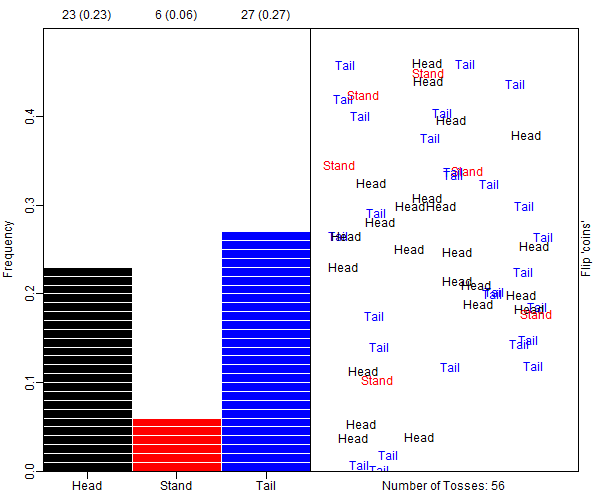 23 (0.23) 6 (0.06) 27 (0.27)
Frequency
0.4
0.3
0.2
0.1
0.0
Head Stand Tail
Head
Tail Tail
Stand
Head Tail
Stand
Tail
Tail Tail
Head
Head
Tail
Stand
Tail Stand
Tail
Head Tail
Head
Head Head Tail
Tail
Head
Tail Head Tail
Head
Head Head
Head
Tail
Head
Head
Tail Tail Head
Head Tail
Head
Tail Stand
Tail
Tail Tail
Tail Tail
Head
Stand
Head
Head Head
Tail
Tail
Tail
Number of Tosses: 56
Flip 'coins'